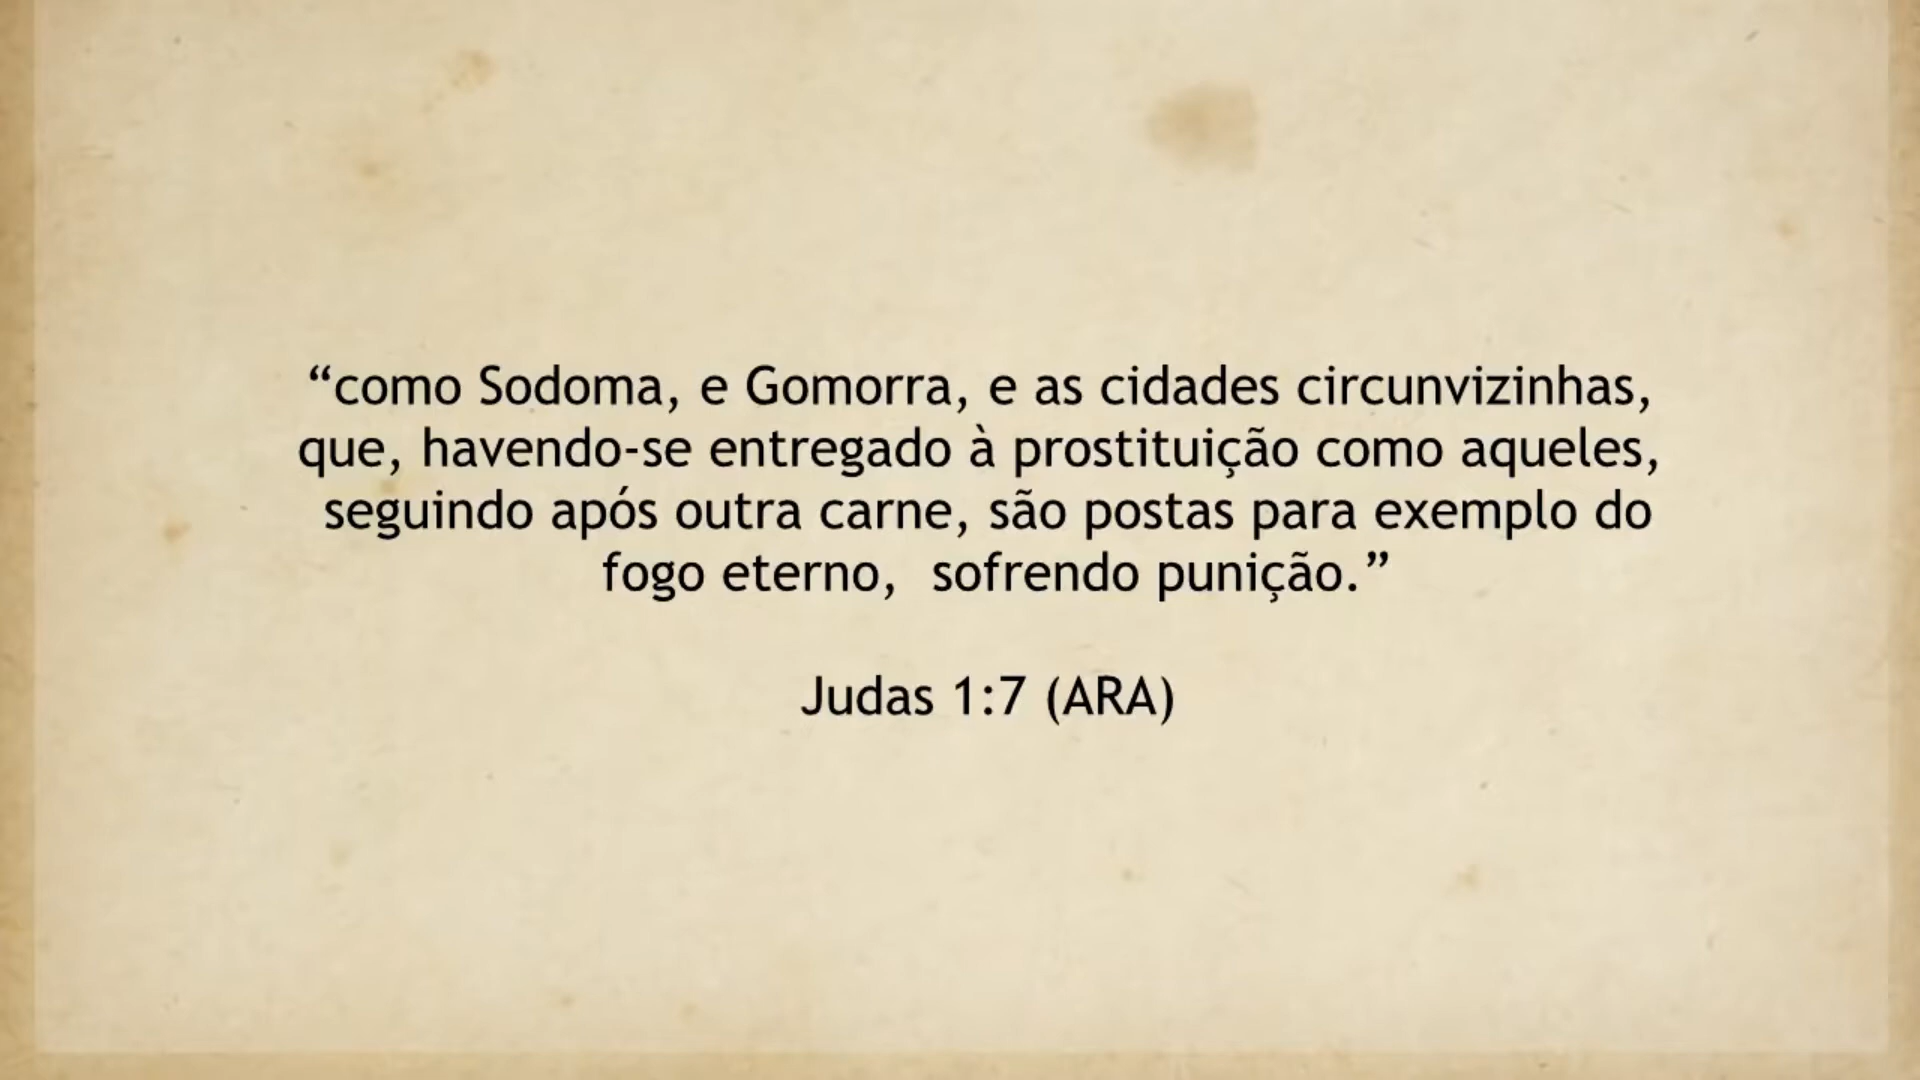 “como Sodoma, e Gomorra, e as cidades circunvizinhas,
que, havendo-se entregado à prostituição como aqueles,
seguindo após outra carne, são postas para exemplo do
fogo eterno,  sofrendo punição.”
Judas 1:7 (ARA)